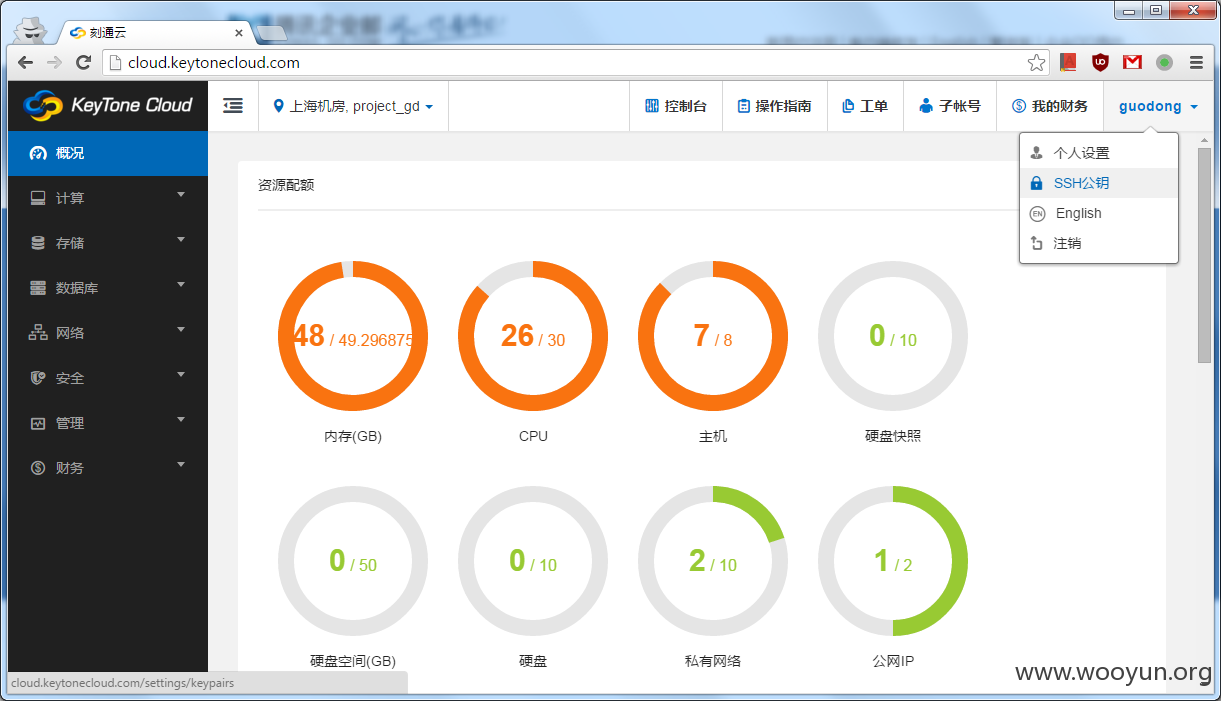 刻通云
cloud.keytonecloud.com
KeyTone Cloud
上海机房, project_gd
控制台
操作指南
工单
子帐号
我的财务
guodong
个人设置
SSH公钥
EN English
注销
概况
计算
存储
数据库
网络
安全
管理
财务
资源配额
48 / 49.296875
26 / 30
7 / 8
0 / 10
内存(GB)
CPU
主机
硬盘快照
0 / 50
0 / 10
2 / 10
1 / 2
硬盘空间(GB)
硬盘
私有网络
公网IP
cloud.keytonecloud.com/settings/keypairs
www.wooyun.org